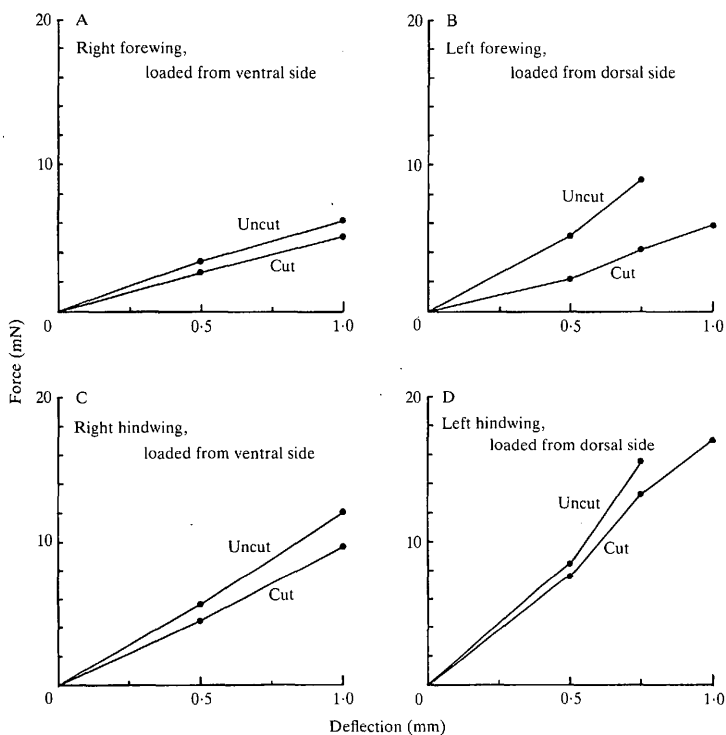 A
Right forewing,
loaded from ventral side
20
10
0
Uncut
Cut
0·5
1·0
B
Left forewing,
loaded from dorsal side
20
10
0
Uncut
Cut
0·5
1·0
C
Right hindwing,
loaded from ventral side
20
10
0
Uncut
Cut
0·5
1·0
D
Left hindwing,
loaded from dorsal side
20
10
0
Uncut
Cut
0·5
1·0
Force (mN)
Deflection (mm)